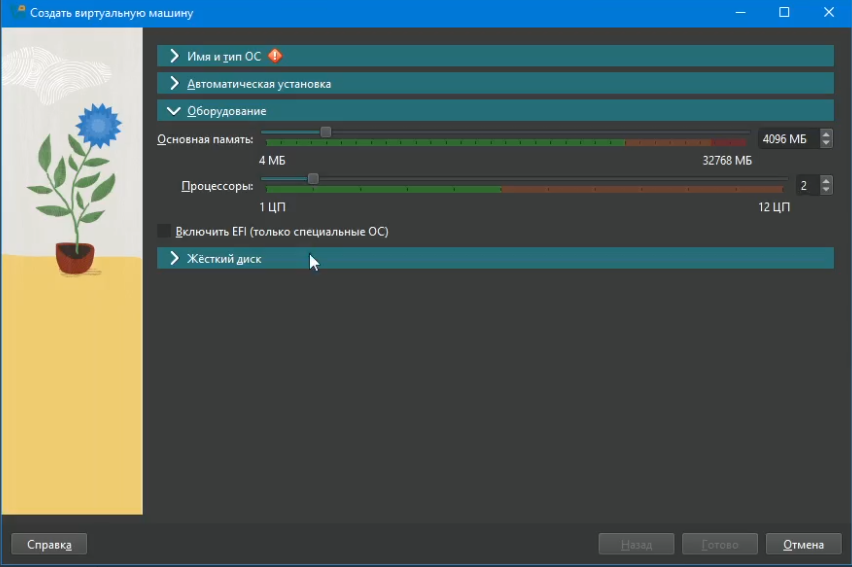 Создать виртуальную машину
Имя и тип ОС
Автоматическая установка
Оборудование
Основная память: 4096 МБ
4 МБ 32768 МБ
Процессоры: 2
1 ЦП 12 ЦП
Включить EFI (только специальные ОС)
Жёсткий диск
Справка Назад Готово Отмена